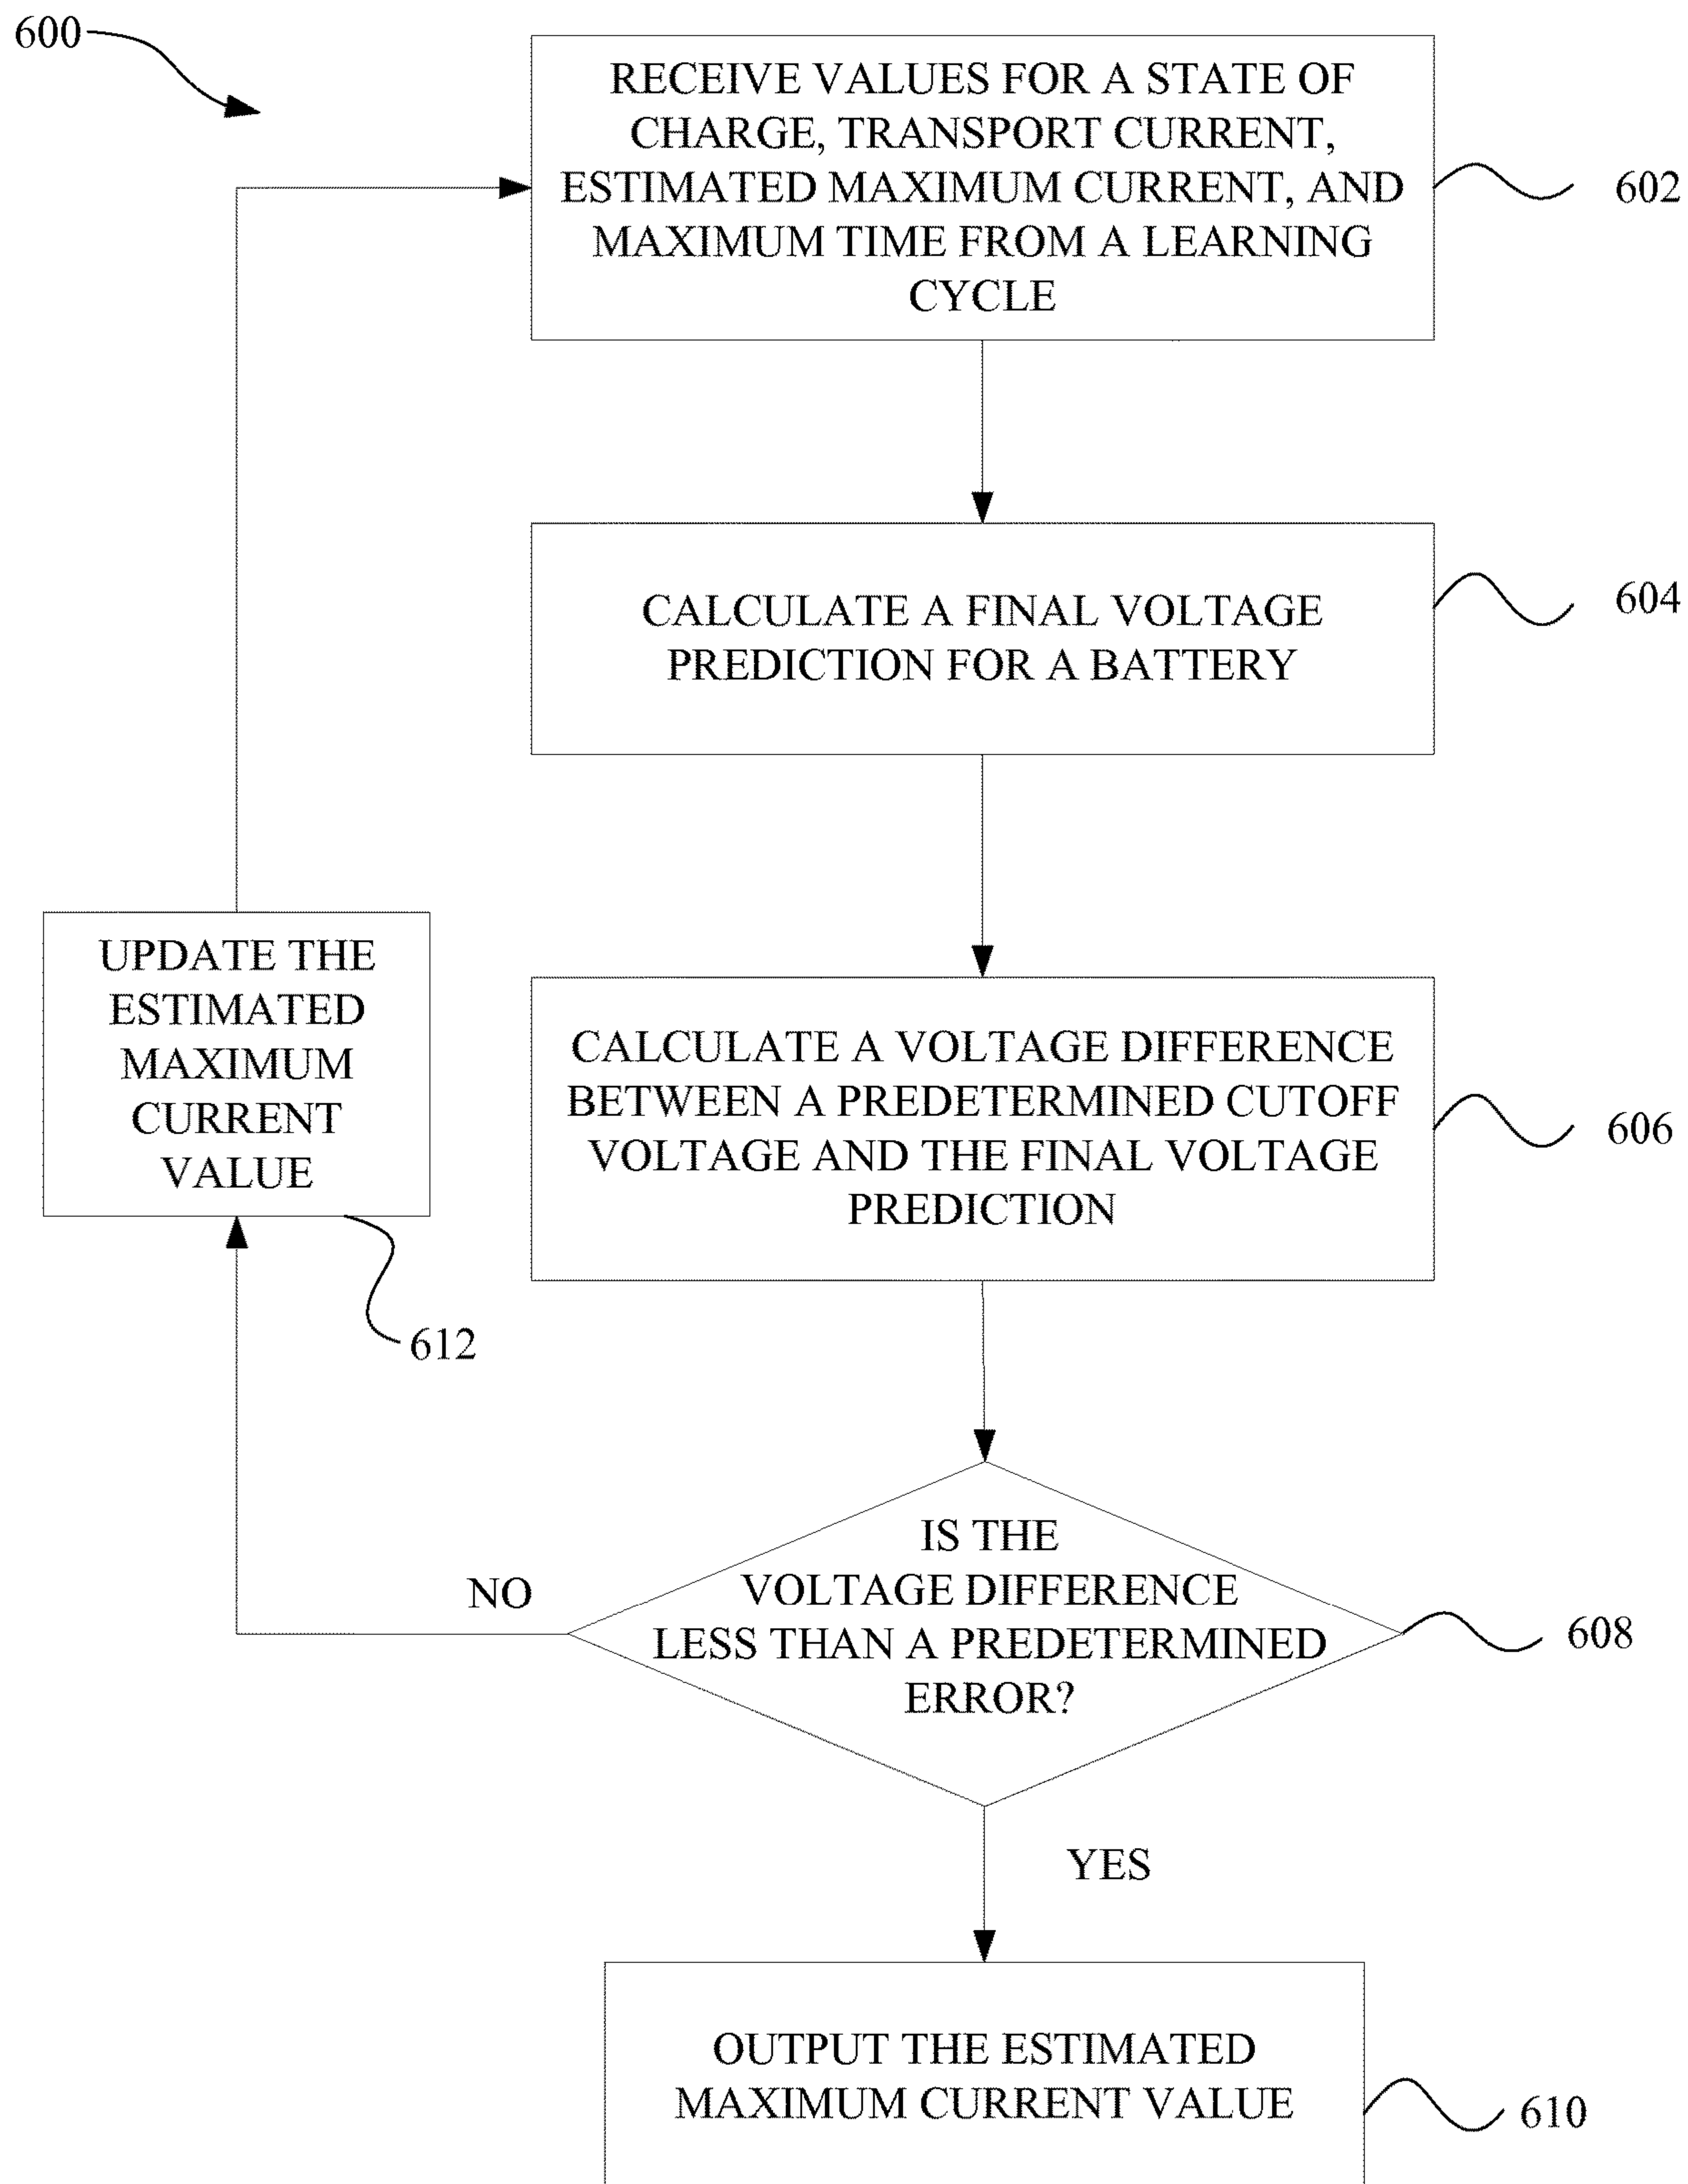 600
RECEIVE VALUES FOR A STATE OF
CHARGE, TRANSPORT CURRENT,
ESTIMATED MAXIMUM CURRENT, AND
MAXIMUM TIME FROM A LEARNING
CYCLE
602
CALCULATE A FINAL VOLTAGE
PREDICTION FOR A BATTERY
604
UPDATE THE
ESTIMATED
MAXIMUM
CURRENT
VALUE
612
CALCULATE A VOLTAGE DIFFERENCE
BETWEEN A PREDETERMINED CUTOFF
VOLTAGE AND THE FINAL VOLTAGE
PREDICTION
606
IS THE
VOLTAGE DIFFERENCE
LESS THAN A PREDETERMINED
ERROR?
608
NO
YES
OUTPUT THE ESTIMATED
MAXIMUM CURRENT VALUE
610